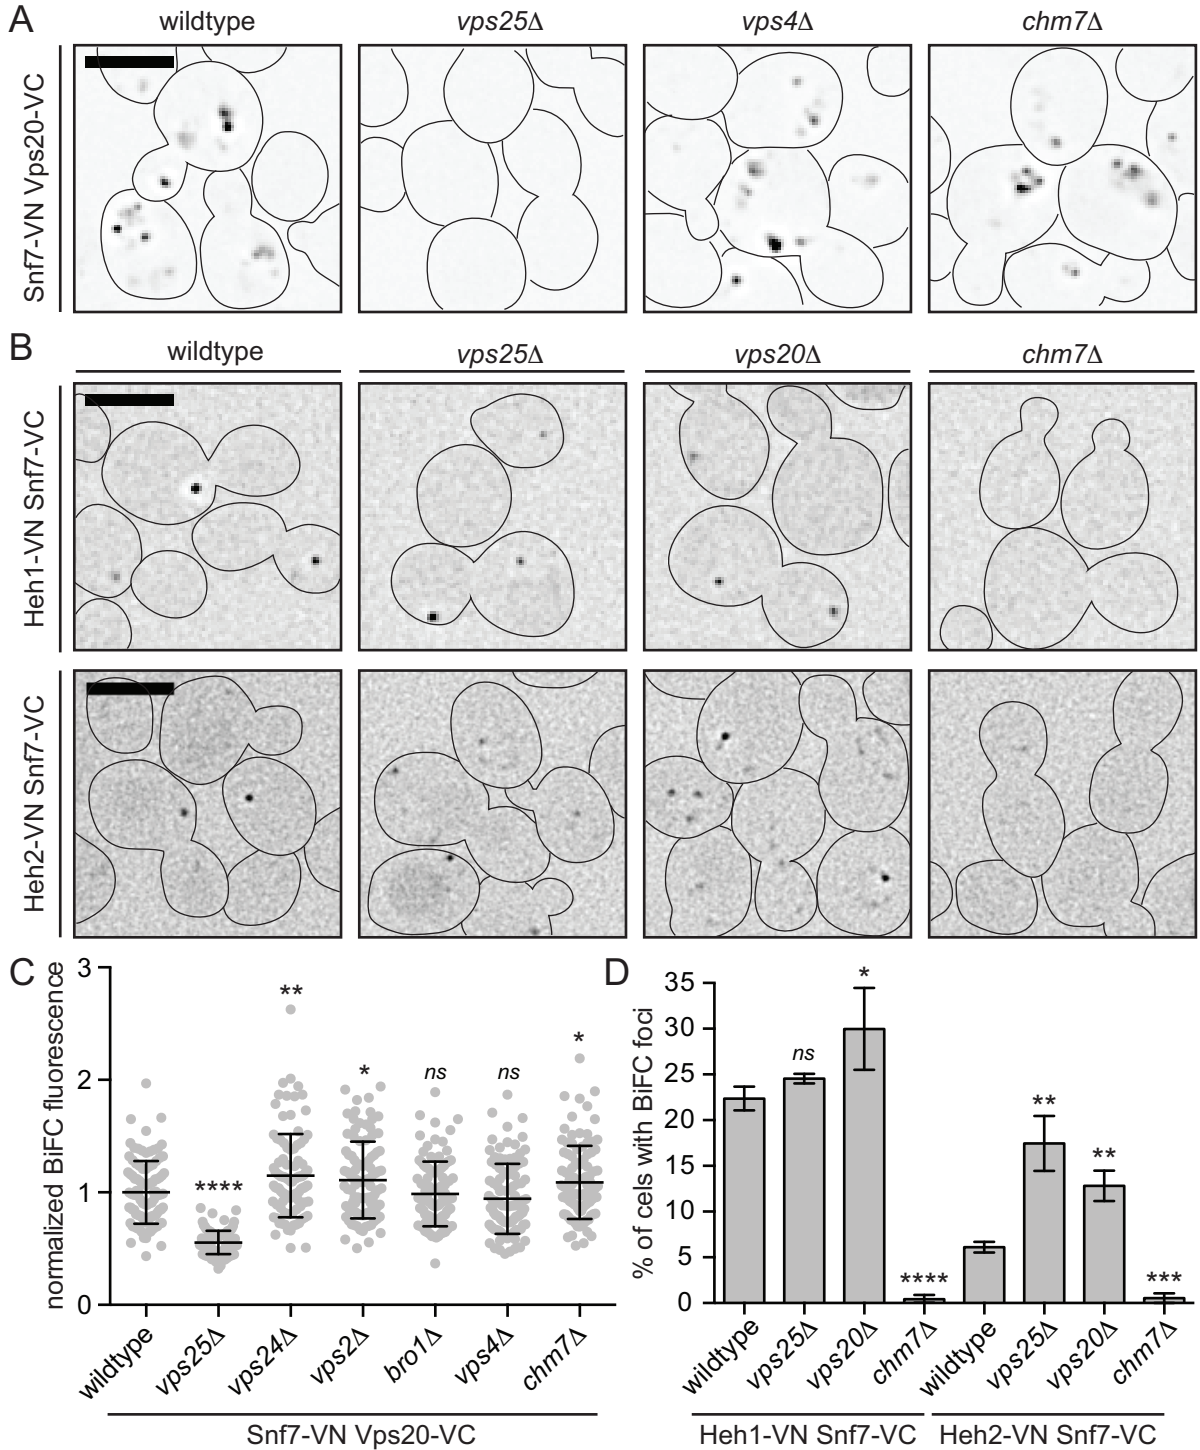 A
wildtype
vps25Δ
vps4Δ
chm7Δ
Snf7-VN Vps20-VC
B
wildtype
vps25Δ
vps20Δ
chm7Δ
Heh1-VN Snf7-VC
Heh2-VN Snf7-VC
C
normalized BiFC fluorescence
3
2
1
0
****
**
*
ns
ns
*
wildtype
vps25Δ
vps24Δ
vps2Δ
bro1Δ
vps4Δ
chm7Δ
Snf7-VN Vps20-VC
D
% of cells with BiFC foci
35
30
25
20
15
10
5
0
ns
*
****
**
**
***
wildtype
vps25Δ
vps20Δ
chm7Δ
wildtype
vps25Δ
vps20Δ
chm7Δ
Heh1-VN Snf7-VC
Heh2-VN Snf7-VC